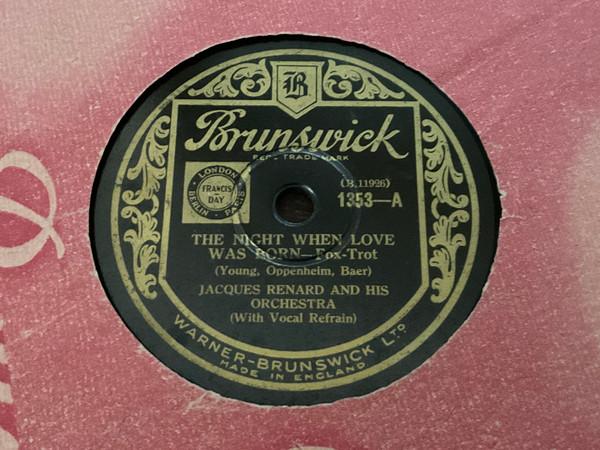 B
Brunswick
REGD TRADE MARK
LONDON
FRANCIS-
DAY
BERLIN PARIS
(B.11926)
1353—A
THE NIGHT WHEN LOVE
WAS BORN—Fox-Trot
(Young, Oppenheim, Baer)
JACQUES RENARD AND HIS
ORCHESTRA
(With Vocal Refrain)
WARNER-BRUNSWICK LTD
MADE IN ENGLAND